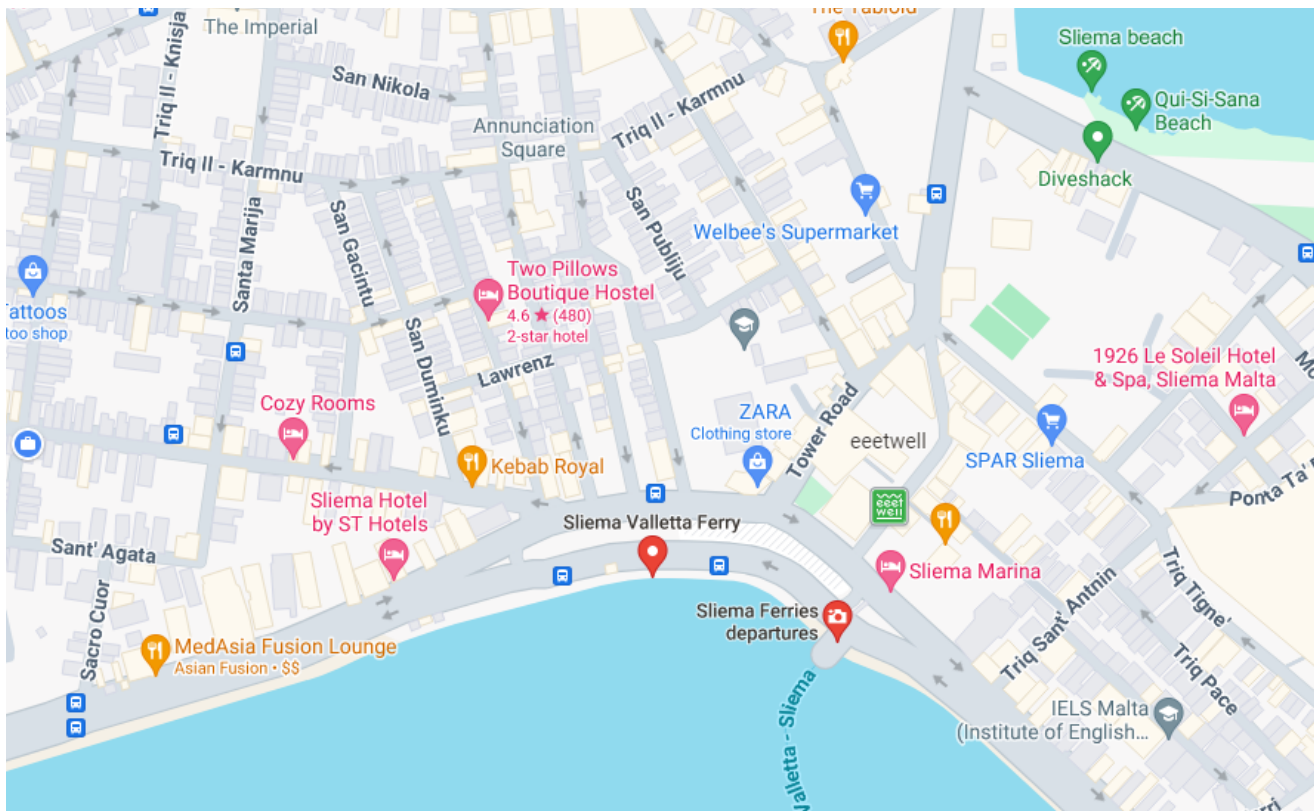 The Tabloid
The Imperial
Sliema beach
Triq Il - Knisja
San Nikola
Qui-Si-Sana
Beach
Annunciation
Square
Triq Il - Karmnu
Triq Il - Karmnu
Diveshack
Santa Marija
San Gacintu
San Publiju
Welbee's Supermarket
Two Pillows
Boutique Hostel
4.6 ★ (480)
2-star hotel
Tattoos
too shop
San Duminku
Lawrenz
1926 Le Soleil Hotel
& Spa, Sliema Malta
Cozy Rooms
ZARA
Clothing store
Tower Road
eeetwell
SPAR Sliema
Kebab Royal
Sliema Hotel
by ST Hotels
eeet
well
Ponta Ta'
Sliema Valletta Ferry
Sant' Agata
Sliema Marina
Sacro Cuor
Sliema Ferries
departures
Triq Sant' Antnin
Triq Tigne'
MedAsia Fusion Lounge
Asian Fusion • $$
Triq Pace
Valletta - Sliema
IELS Malta
(Institute of English...